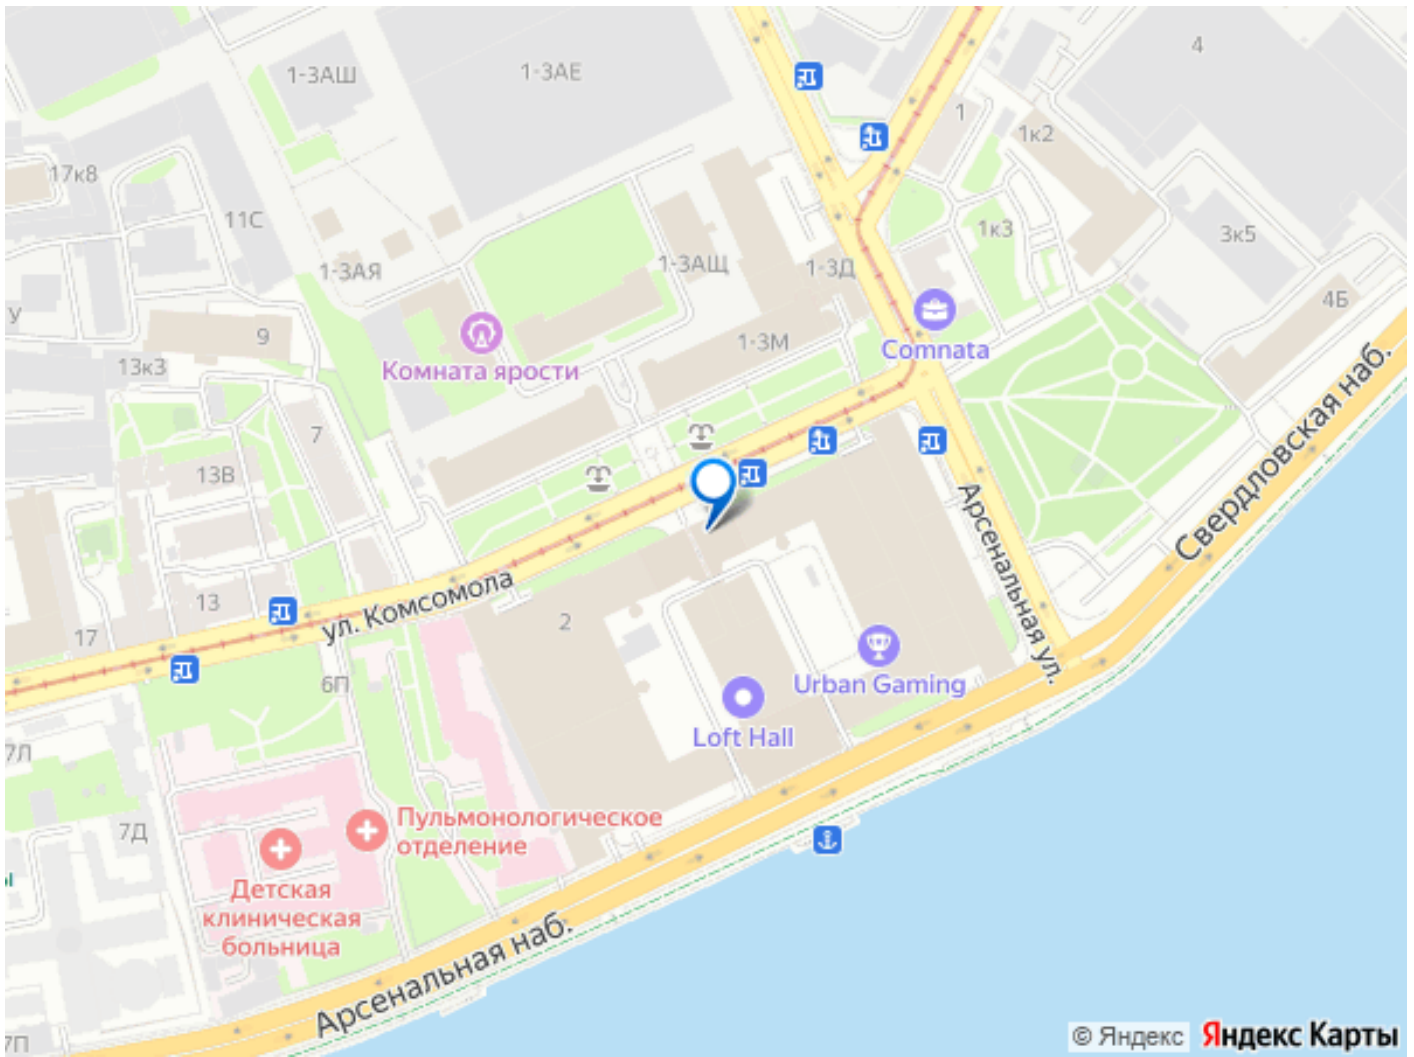 1-3АШ
1-3АЕ
4
1
1к2
17к8
11С
1к3
3к5
1-3АЯ
1-3АЩ
1-3Д
4Б
У
9
1-3М
Comnata
13к3
Комната ярости
Свердловская наб.
7
13В
Арсенальная ул.
ул. Комсомола
13
2
17
6П
Urban Gaming
Loft Hall
7Л
7Д
Пульмонологическое
отделение
ы
Детская
клиническая
больница
Арсенальная наб.
7П
© Яндекс Яндекс Карты